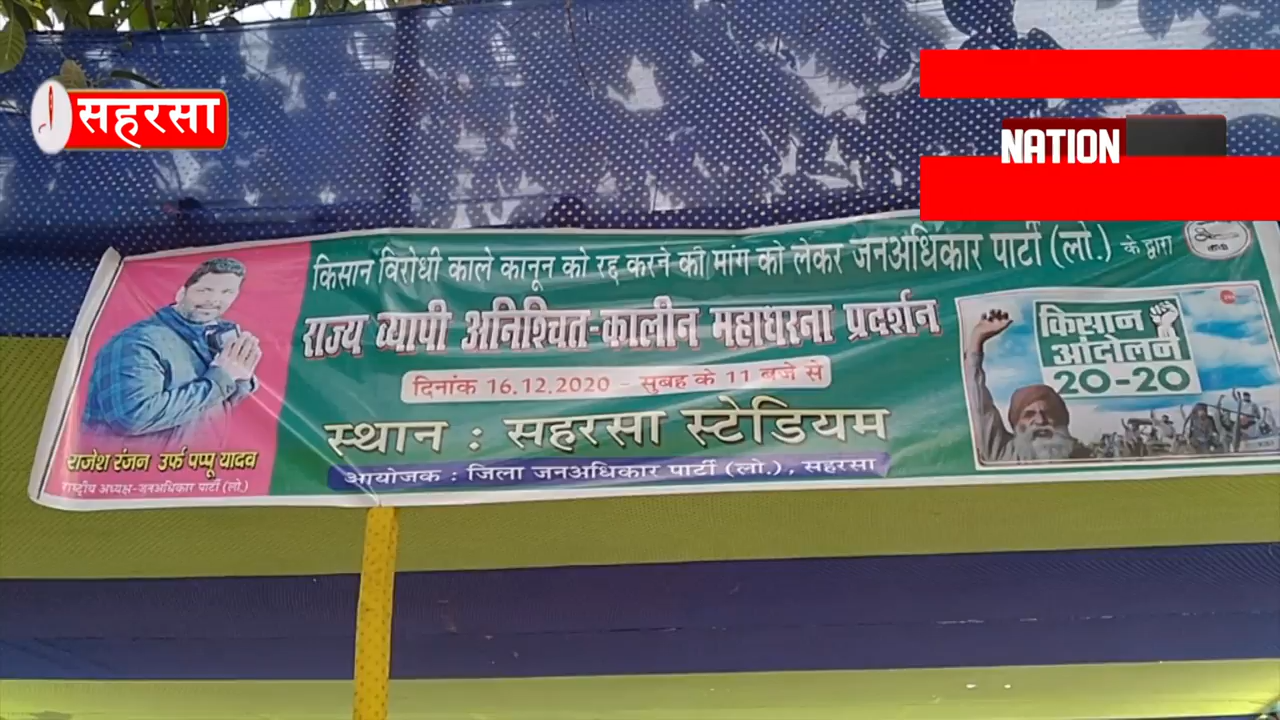 सहरसा
NATION
किसान विरोधी काले कानून को रद्द करने की मांग को लेकर जनअधिकार पार्टी (लो.) के द्वारा
राज्य व्यापी अनिश्चित-कालीन महाधरना प्रदर्शन
दिनांक 16.12.2020 - सुबह के 11 बजे से
स्थान : सहरसा स्टेडियम
आयोजक : जिला जनअधिकार पार्टी (लो.), सहरसा
राजेश रंजन उर्फ पप्पू यादव
राष्ट्रीय अध्यक्ष-जनअधिकार पार्टी (लो.)
किसान
आंदोलन
20-20